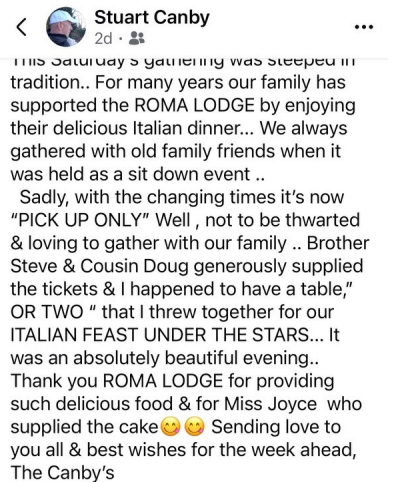 Stuart Canby
2d ·
This Saturday's gathering was steeped in
tradition.. For many years our family has
supported the ROMA LODGE by enjoying
their delicious Italian dinner... We always
gathered with old family friends when it
was held as a sit down event ..
Sadly, with the changing times it's now
“PICK UP ONLY” Well , not to be thwarted
& loving to gather with our family .. Brother
Steve & Cousin Doug generously supplied
the tickets & I happened to have a table,”
OR TWO “ that I threw together for our
ITALIAN FEAST UNDER THE STARS... It
was an absolutely beautiful evening..
Thank you ROMA LODGE for providing
such delicious food & for Miss Joyce  who
supplied the cake😋 😋 Sending love to
you all & best wishes for the week ahead,
The Canby's